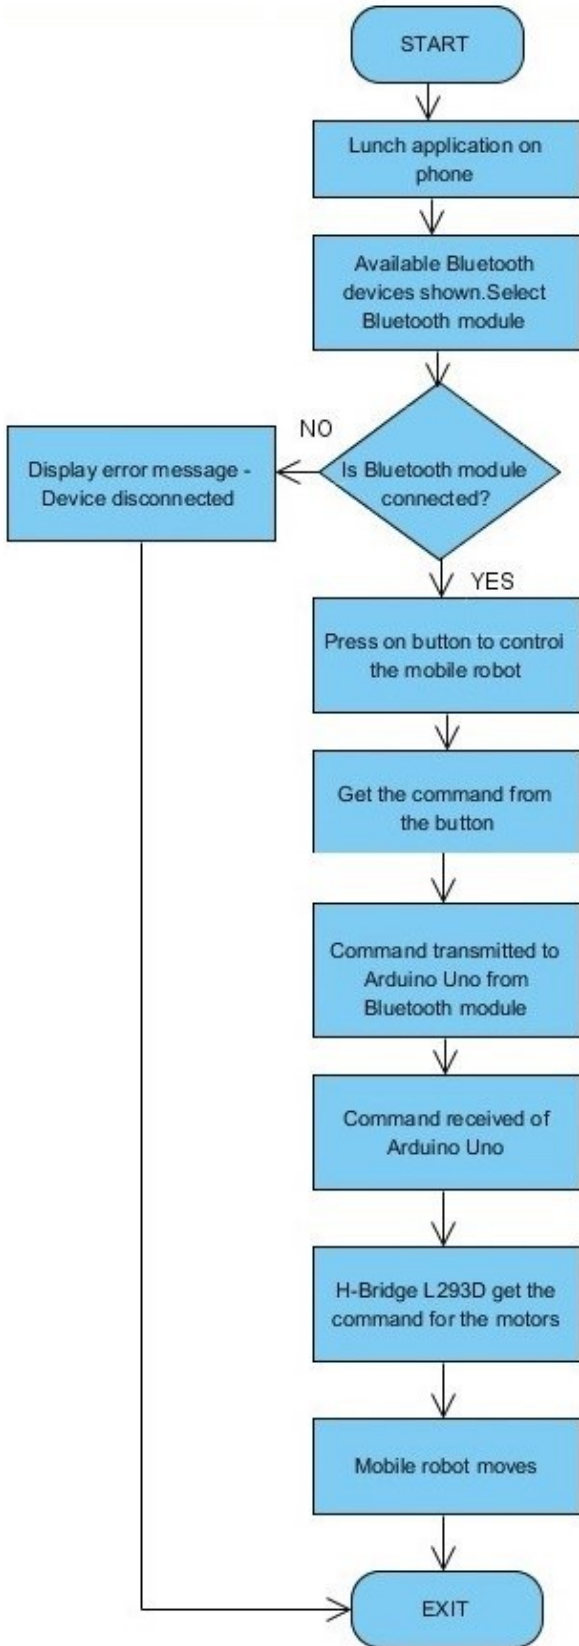 START
Lunch application on
phone
Available Bluetooth
devices shown.Select
Bluetooth module
NO
Display error message -
Device disconnected
Is Bluetooth module
connected?
YES
Press on button to control
the mobile robot
Get the command from
the button
Command transmitted to
Arduino Uno from
Bluetooth module
Command received of
Arduino Uno
H-Bridge L293D get the
command for the motors
Mobile robot moves
EXIT